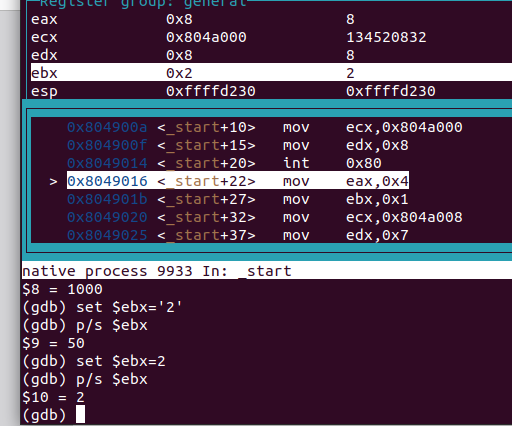 Register group: general
eax 0x8 8
ecx 0x804a000 134520832
edx 0x8 8
ebx 0x2 2
esp 0xffffd230 0xffffd230
0x804900a <_start+10> mov ecx,0x804a000
0x804900f <_start+15> mov edx,0x8
0x8049014 <_start+20> int 0x80
> 0x8049016 <_start+22> mov eax,0x4
0x804901b <_start+27> mov ebx,0x1
0x8049020 <_start+32> mov ecx,0x804a008
0x8049025 <_start+37> mov edx,0x7
native process 9933 In: _start
$8 = 1000
(gdb) set $ebx='2'
(gdb) p/s $ebx
$9 = 50
(gdb) set $ebx=2
(gdb) p/s $ebx
$10 = 2
(gdb)